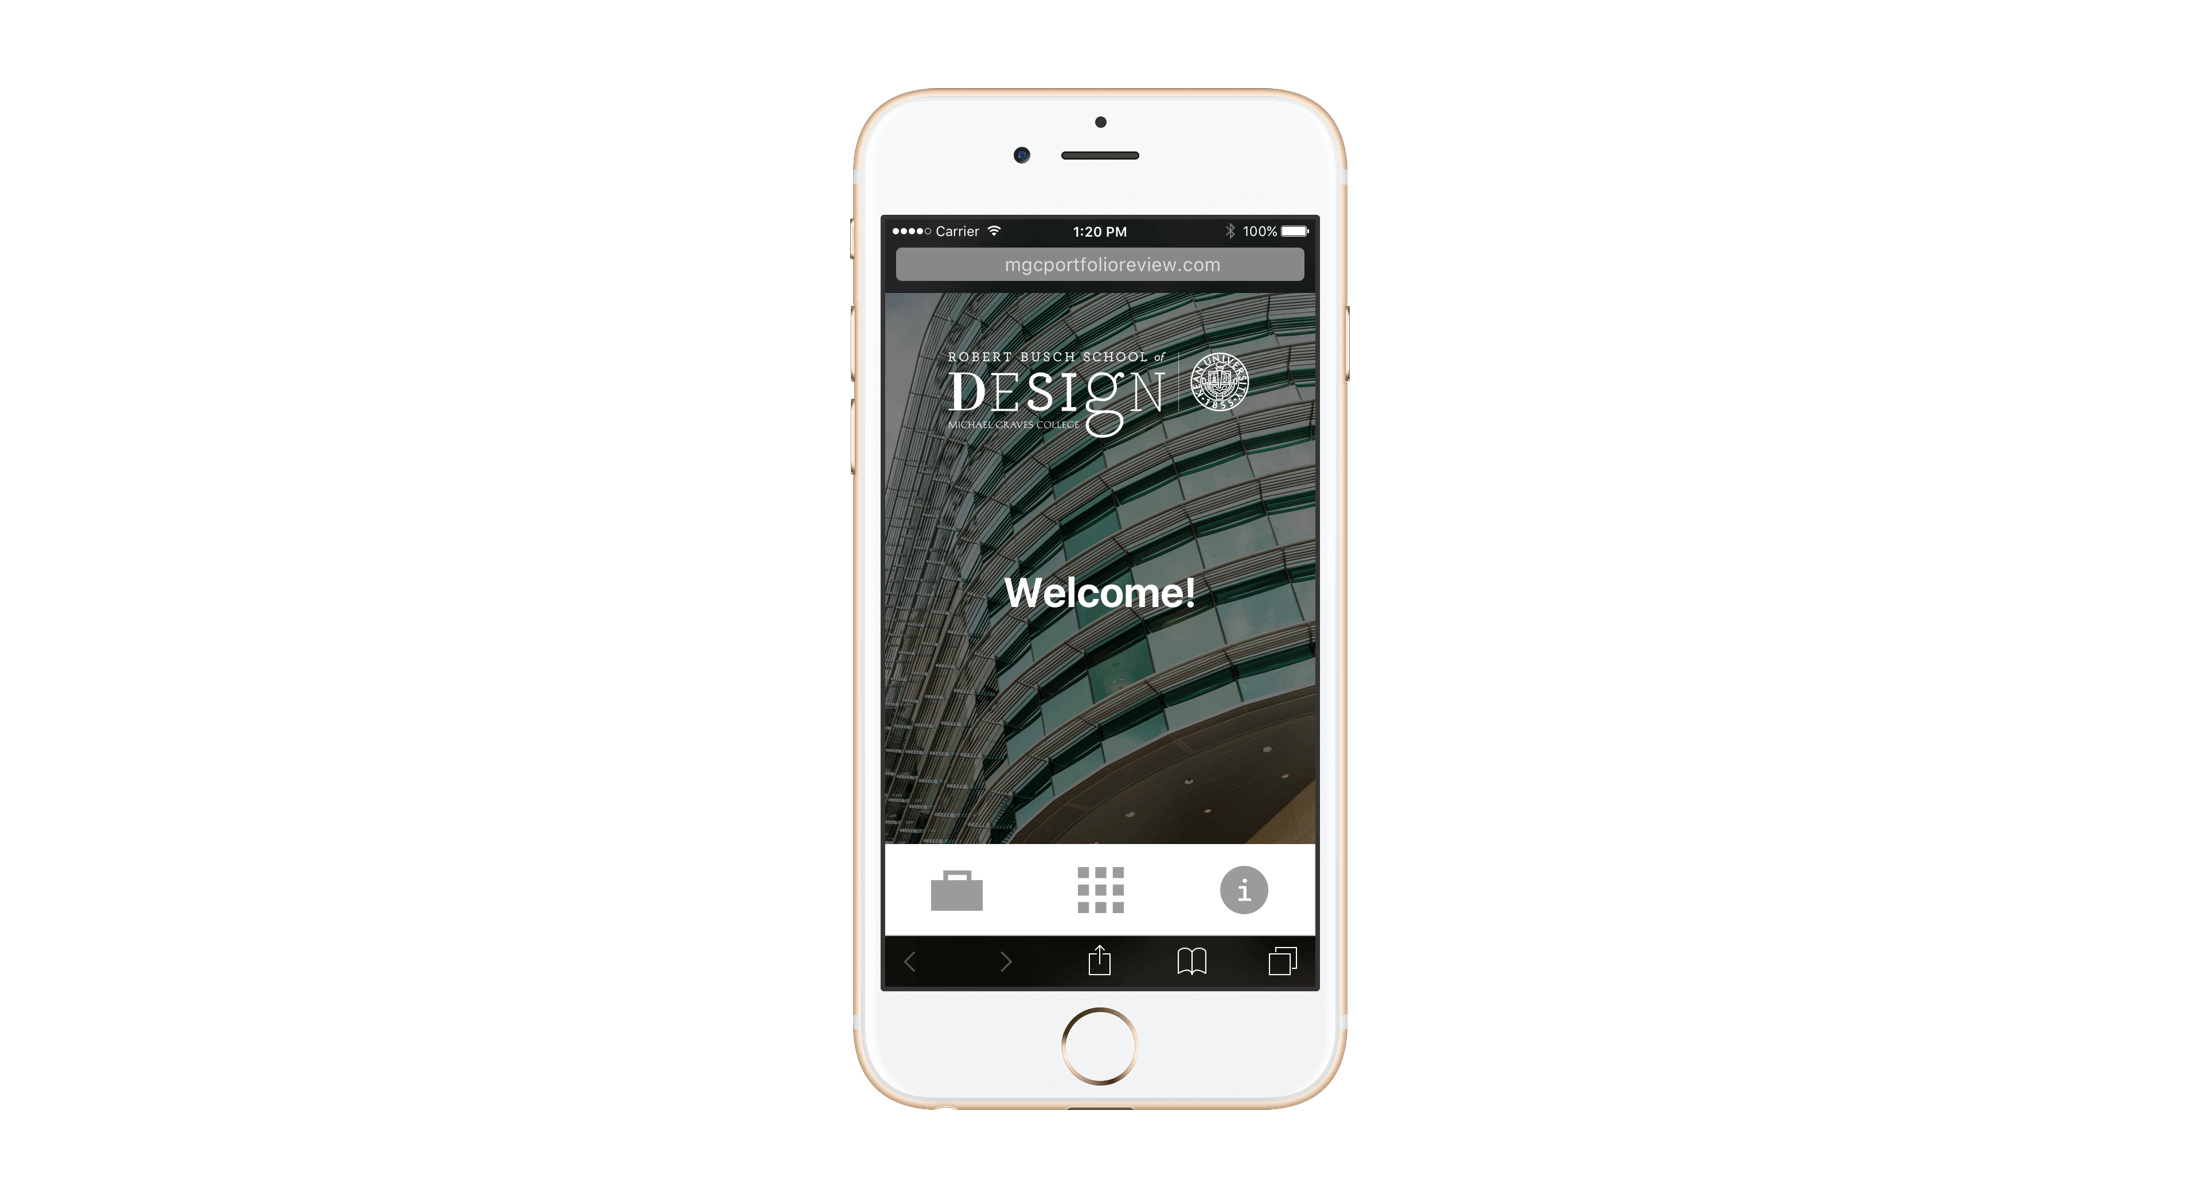 Carrier 1:20 PM 100%
mgcportfolioreview.com
ROBERT BUSCH SCHOOL of
DESIgN
MICHAEL GRAVES COLLEGE
KEAN UNIVERSITY
1855
Welcome!
i